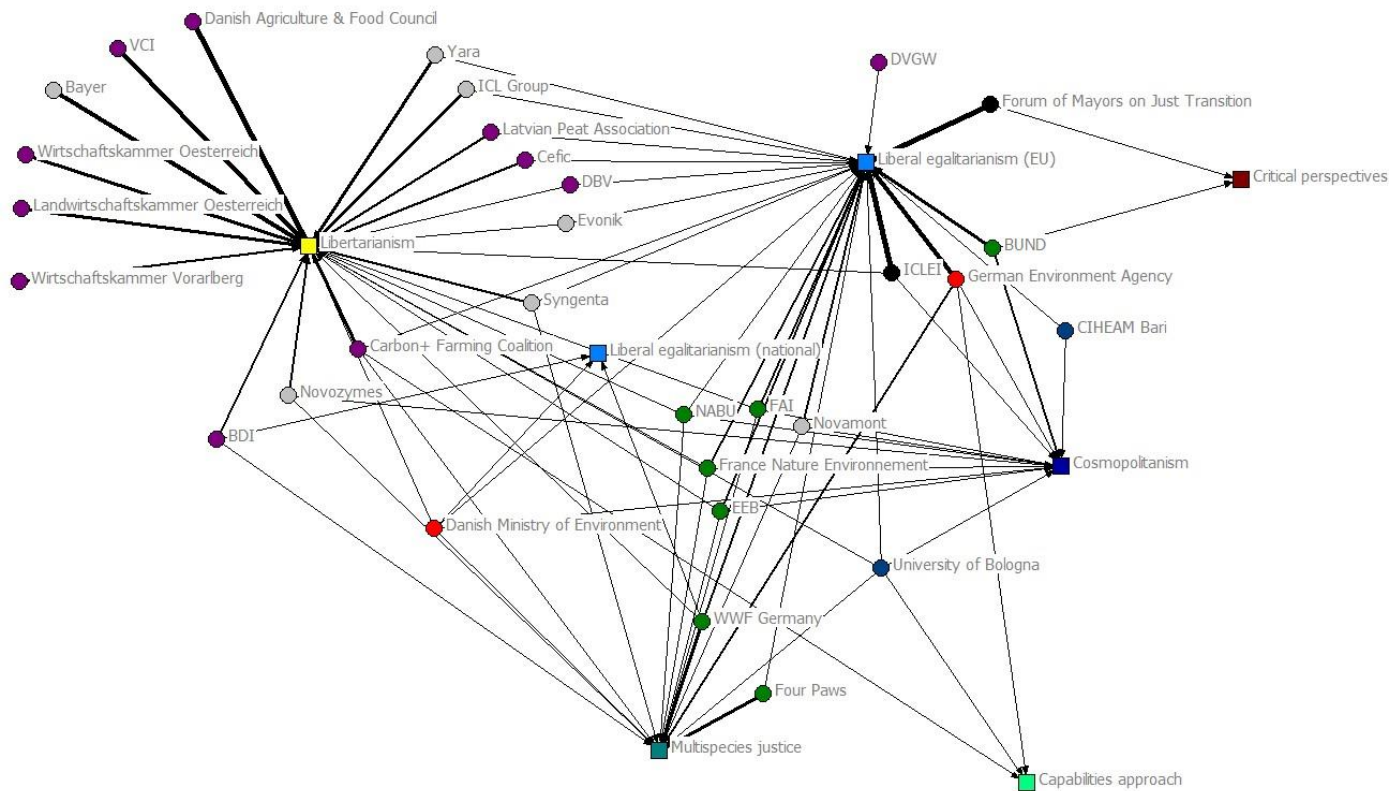 Danish Agriculture & Food Council
VCI
Yara
DVGW
Bayer
ICL Group
Forum of Mayors on Just Transition
Latvian Peat Association
Wirtschaftskammer Oesterreich
Cefic
Liberal egalitarianism (EU)
DBV
Critical perspectives
Landwirtschaftskammer Oesterreich
Evonik
Libertarianism
BUND
ICLEI
German Environment Agency
Wirtschaftskammer Vorarlberg
Syngenta
CIHEAM Bari
Carbon+ Farming Coalition
Liberal egalitarianism (national)
Novozymes
NABU
FAI
Novamont
BDI
France Nature Environnement
Cosmopolitanism
EEB
Danish Ministry of Environment
University of Bologna
WWF Germany
Four Paws
Multispecies justice
Capabilities approach